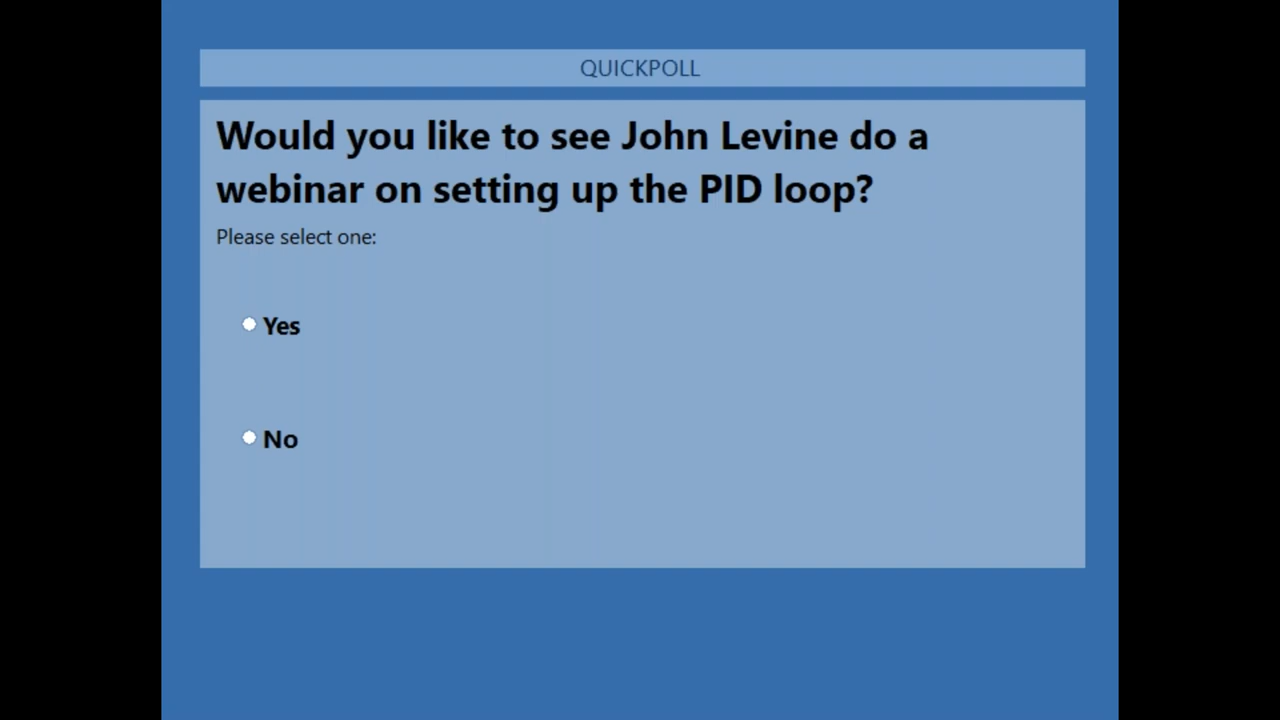 QUICKPOLL
Would you like to see John Levine do a
webinar on setting up the PID loop?
Please select one:
Yes
No